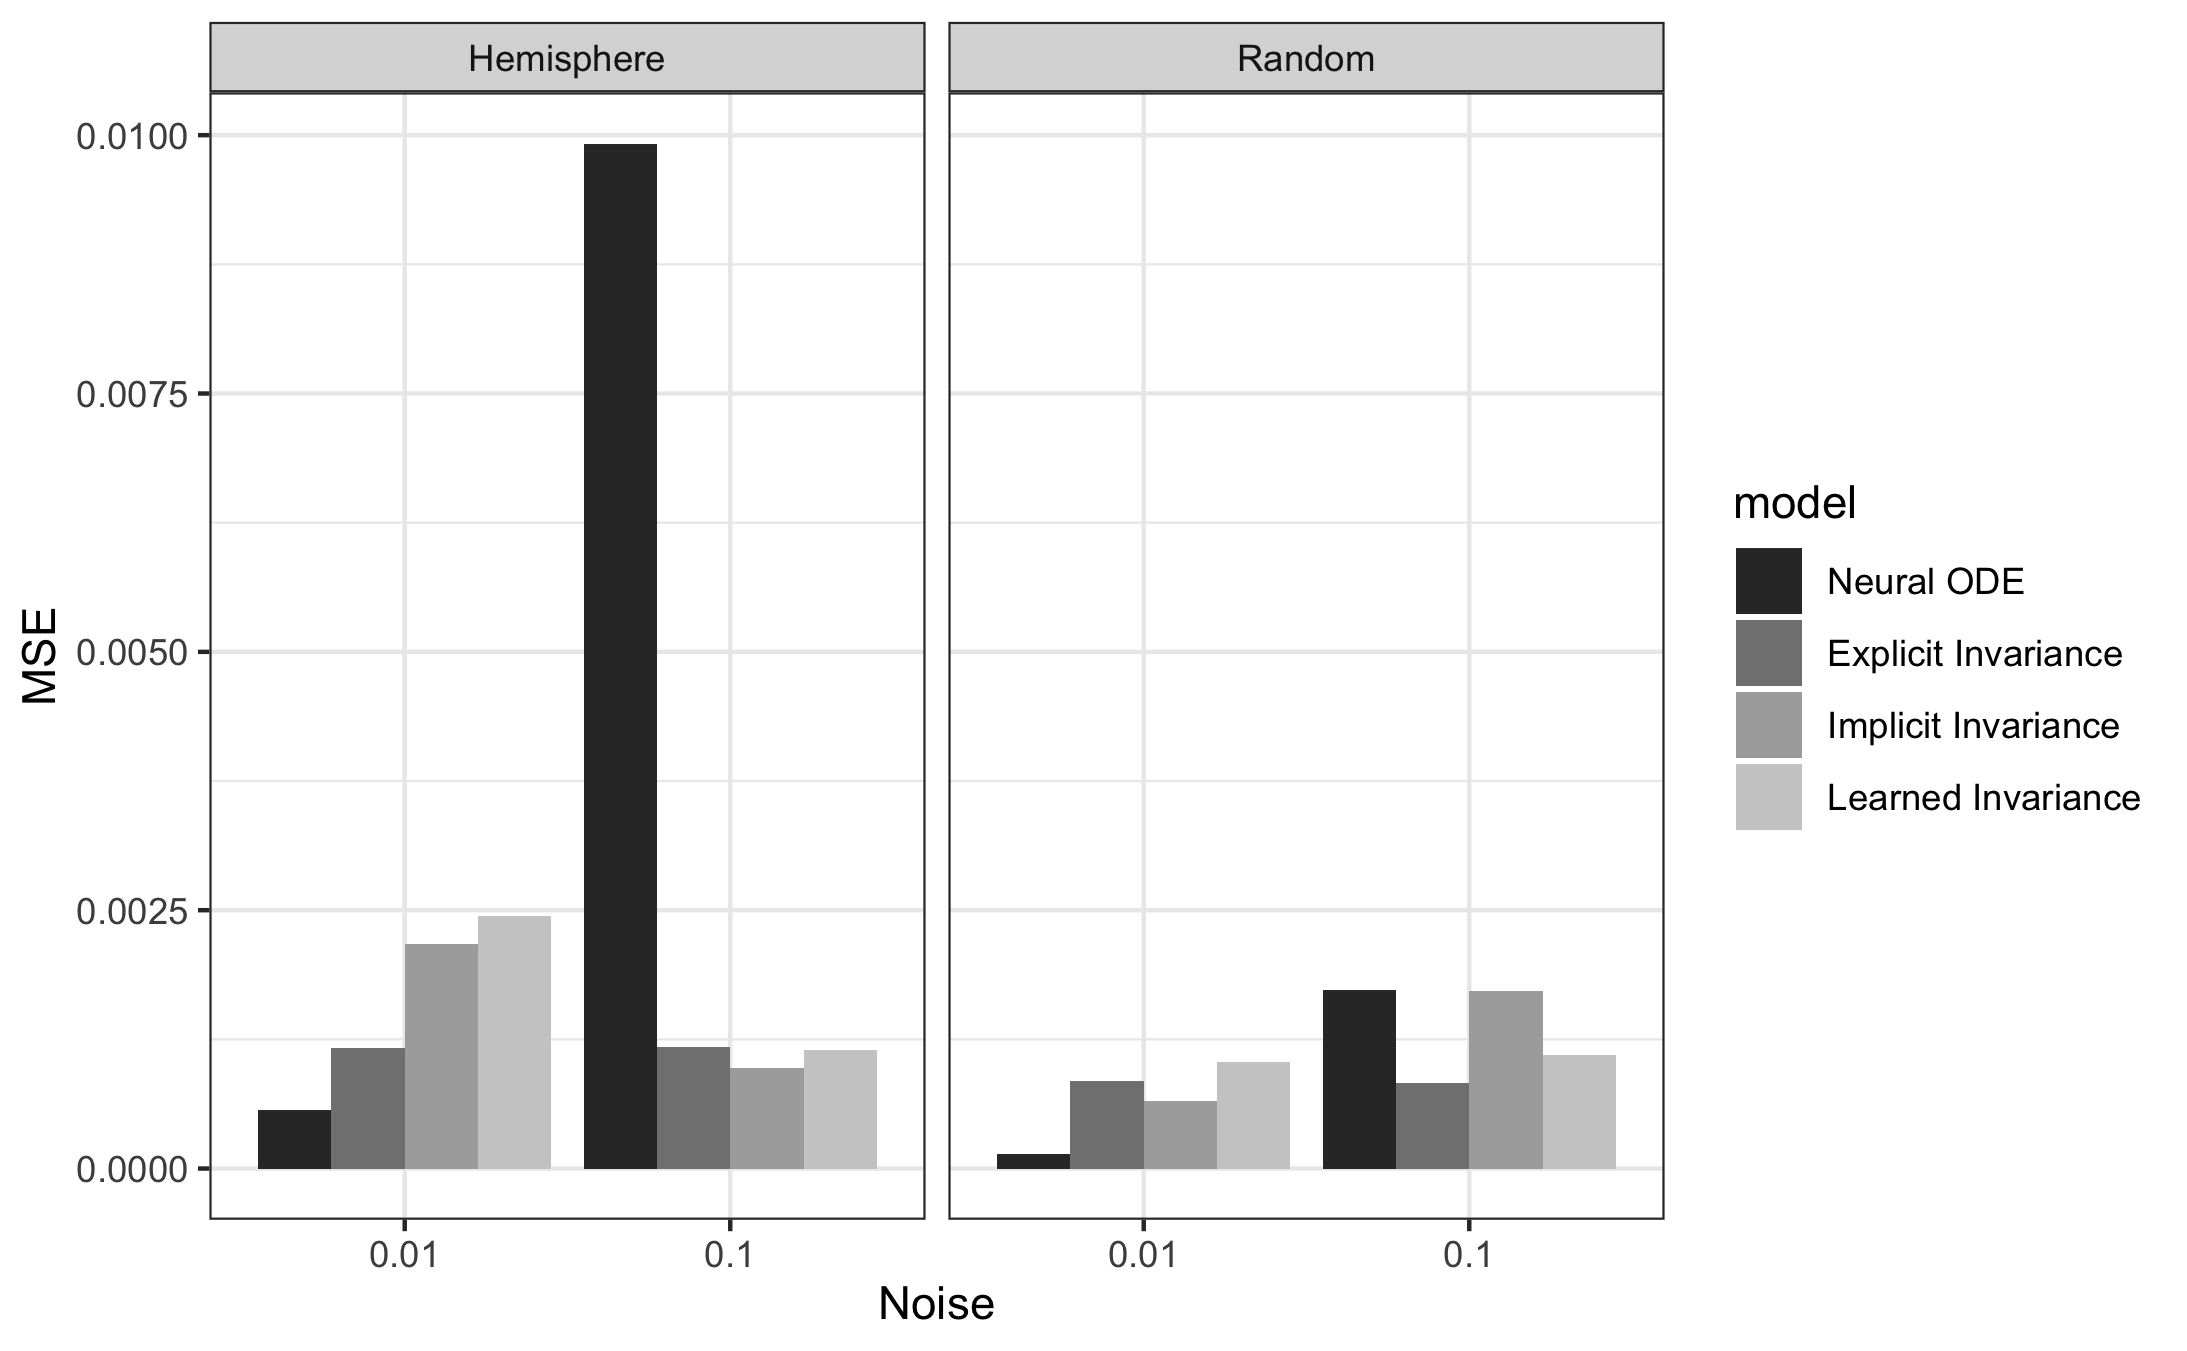 Hemisphere
Random
MSE
0.0100
0.0075
0.0050
0.0025
0.0000
0.01
0.1
0.01
0.1
Noise
model
Neural ODE
Explicit Invariance
Implicit Invariance
Learned Invariance